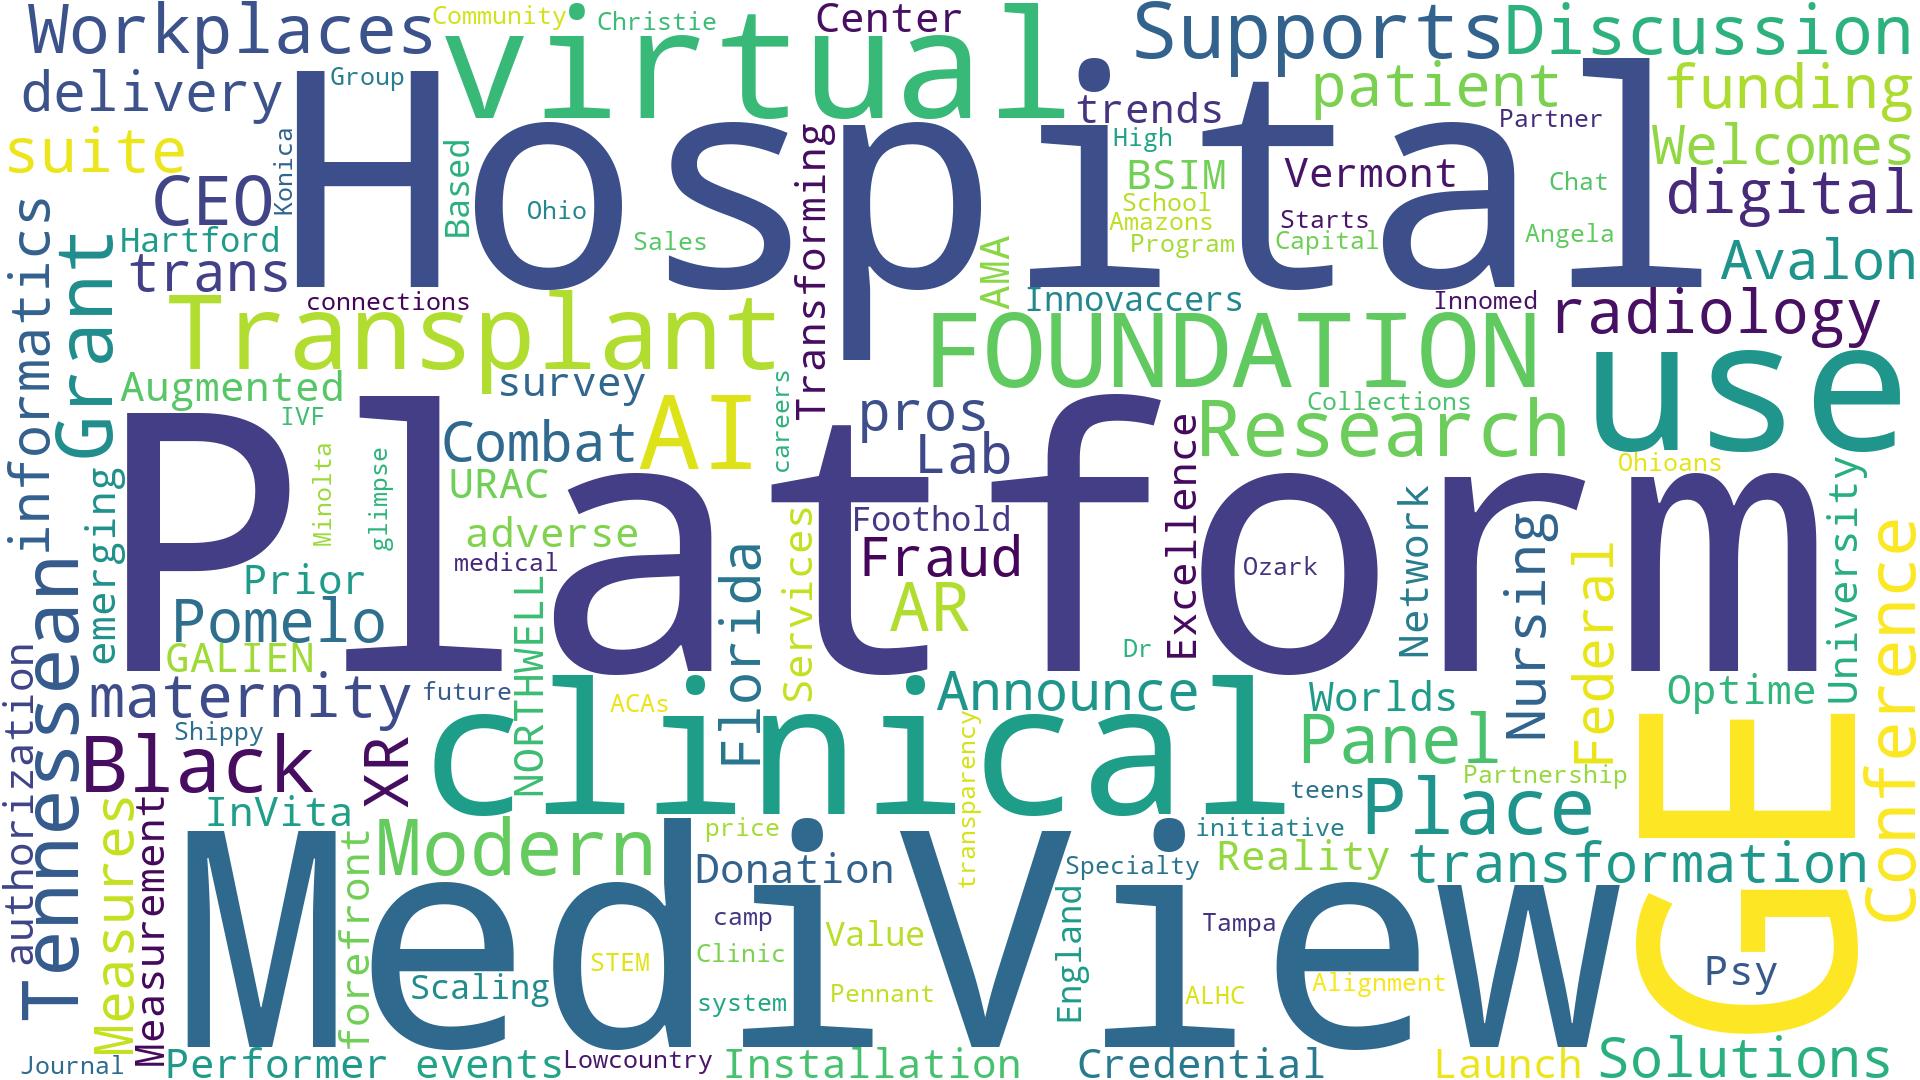 Workplaces
Community
Christie
Center
Supports
Discussion
virtual
delivery
Group
Hospital
trends
patient
funding
suite
Konica
Based
Transforming
High
Partner
Welcomes
CEO
Ohio
BSIM
Vermont
Chat
digital
School
Amazons
Starts
Hartford
Sales
AMA
Program
Capital
Angela
Avalon
trans
informatics
Grant
connections
Innovaccers
Innomed
radiology
Transplant
FOUNDATION
use
Augmented
survey
careers
pros
Collections
Research
IVF
Combat
AI
Lab
Excellence
Ohioans
Platform
Minolta
glimpse
URAC
emerging
adverse
Services
Foothold
Network
Nursing
University
medical
Florida
Fraud
Ozark
Federal
Conference
Prior
NORTHWELL
Pomelo
AR
Dr
GALIEN
Tennessean
authorization
maternity
future
ACAs
Announce
Worlds
Optime
clinical
Shippy
transparency
Panel
Black
XR
Partnership
GE
teens
Place
Measures
Measurement
InVita
forefront
Modern
price
initiative
Donation
Specialty
Reality
transformation
MediView
camp
Value
England
Tampa
STEM
Clinic
Psy
Scaling
system
Pennant
ALHC
Alignment
Journal
Performer
events
Lowcountry
Installation
Credential
Launch
Solutions